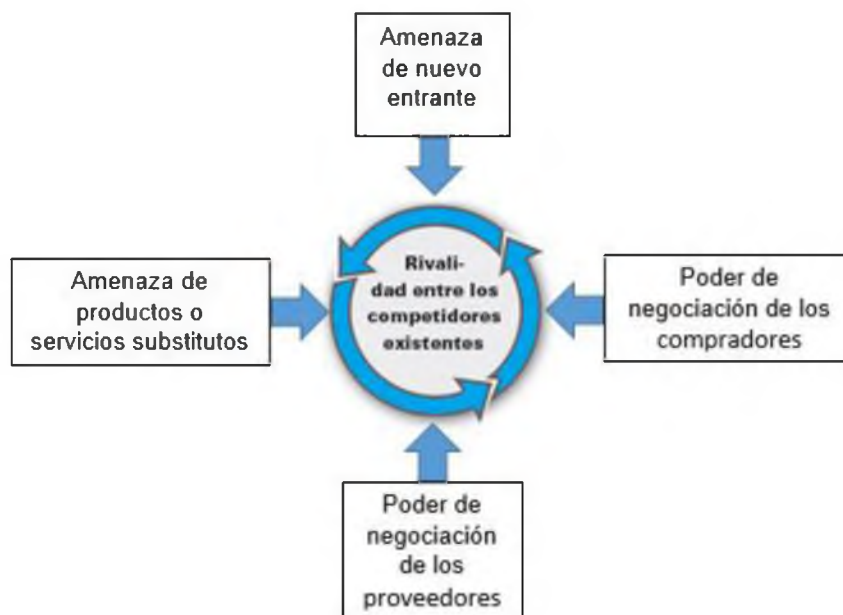 Amenaza
de nuevo
entrante
Amenaza de
productos o
servicios substitutos
Rivali-
dad entre los
competidores
existentes
Poder de
negociación de los
compradores
Poder de
negociación
de los
proveedores